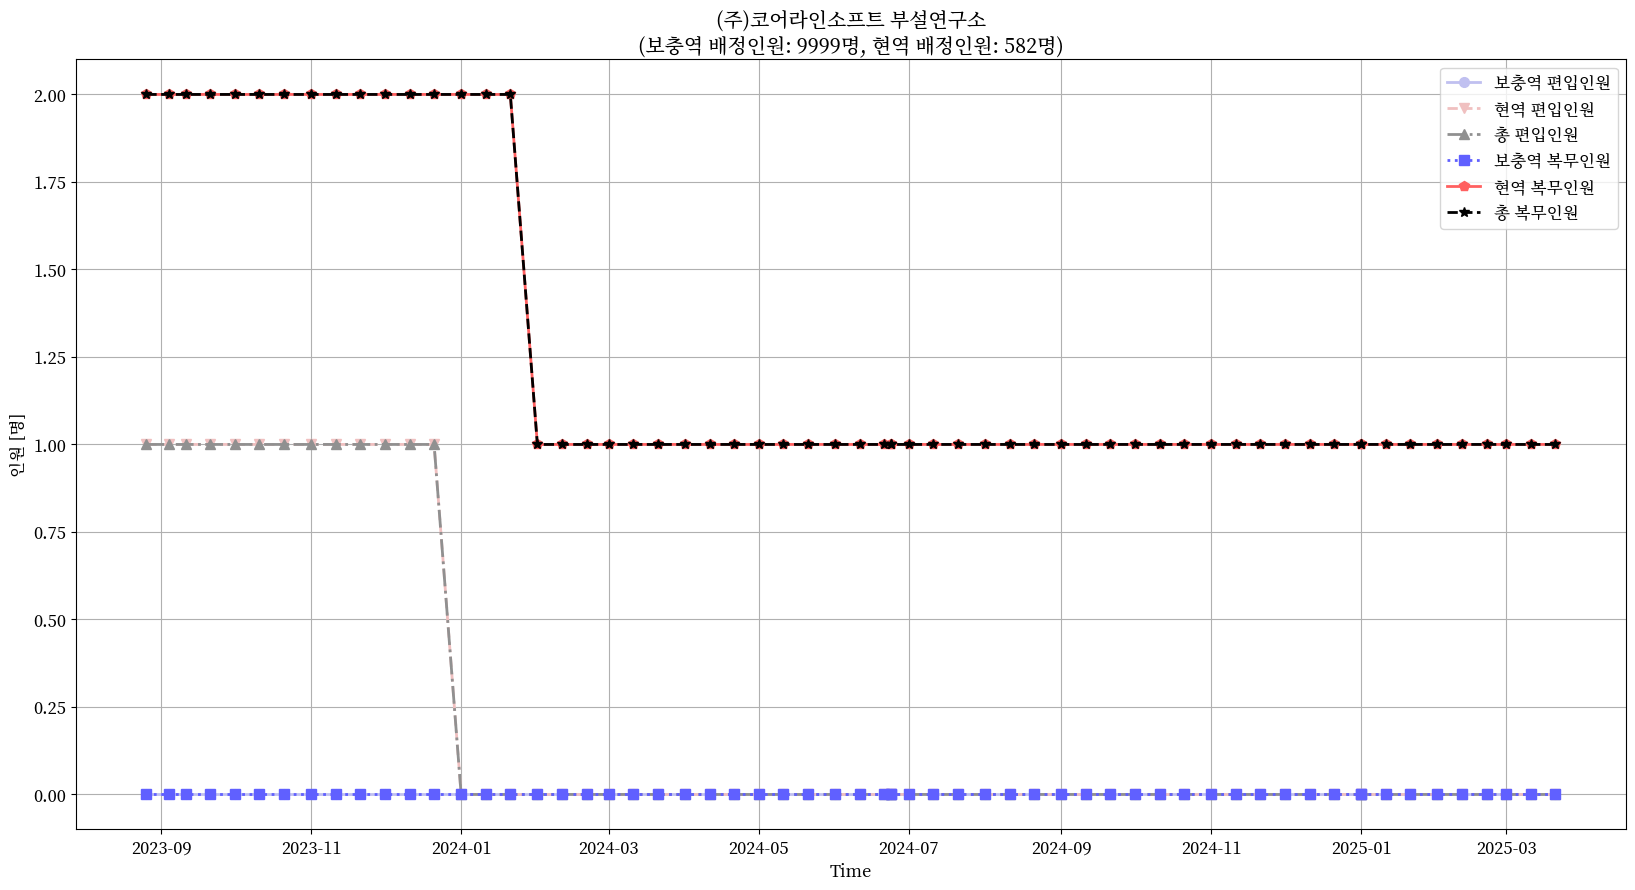 (주)코어라인소프트 부설연구소
(보충역 배정인원: 9999명, 현역 배정인원: 582명)
보충역 편입인원
현역 편입인원
총 편입인원
보충역 복무인원
현역 복무인원
총 복무인원
인원 [명]
2.00
1.75
1.50
1.25
1.00
0.75
0.50
0.25
0.00
2023-09
2023-11
2024-01
2024-03
2024-05
2024-07
2024-09
2024-11
2025-01
2025-03
Time